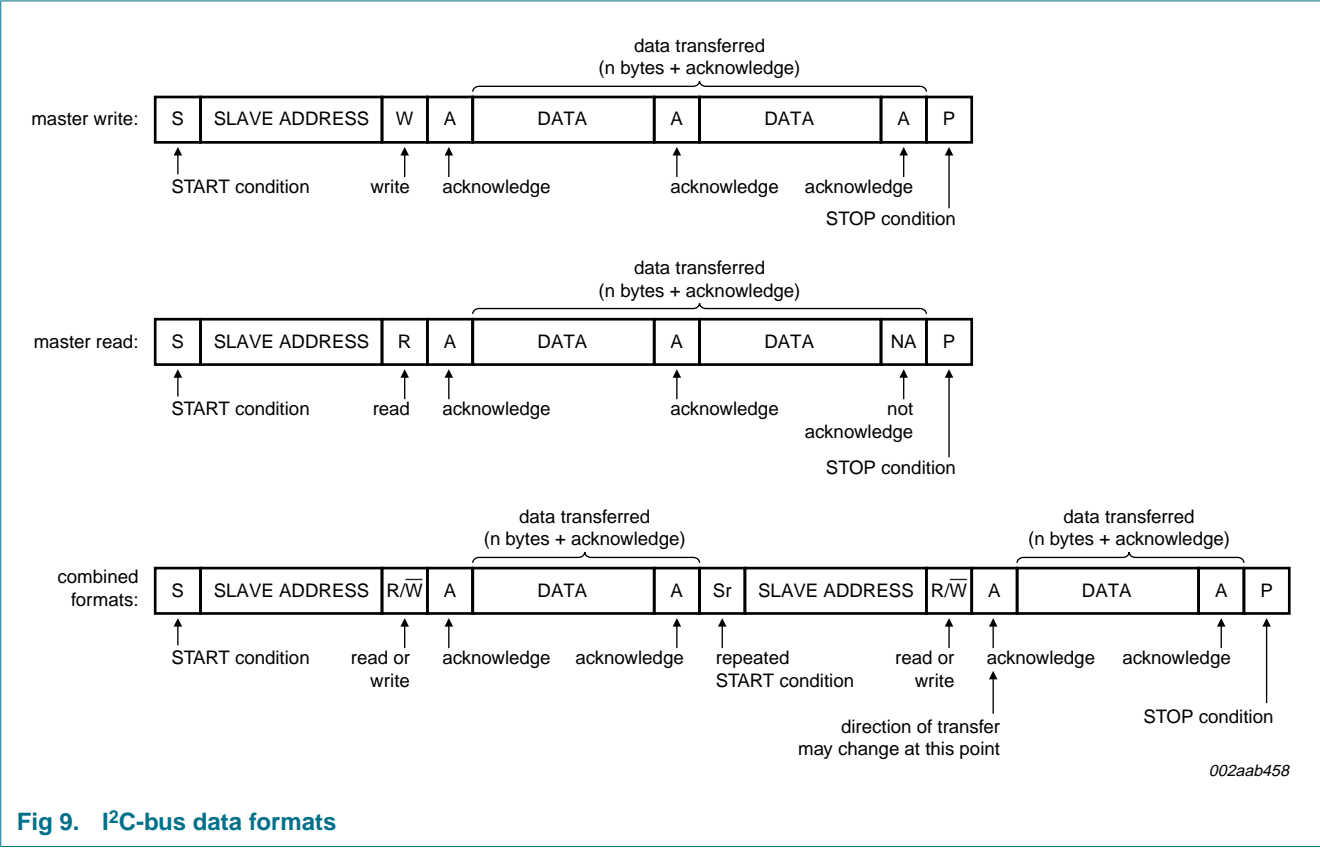 data transferred
(n bytes + acknowledge)
master write: S SLAVE ADDRESS W A DATA A DATA A P
START condition write acknowledge acknowledge acknowledge
STOP condition
data transferred
(n bytes + acknowledge)
master read: S SLAVE ADDRESS R A DATA A DATA NA P
START condition read acknowledge acknowledge not
acknowledge
STOP condition
data transferred data transferred
(n bytes + acknowledge) (n bytes + acknowledge)
combined
formats: S SLAVE ADDRESS R/W̅ A DATA A Sr SLAVE ADDRESS R/W̅ A DATA A P
START condition read or acknowledge acknowledge repeated read or acknowledge acknowledge
write START condition write
STOP condition
direction of transfer
may change at this point
002aab458
Fig 9. I²C-bus data formats